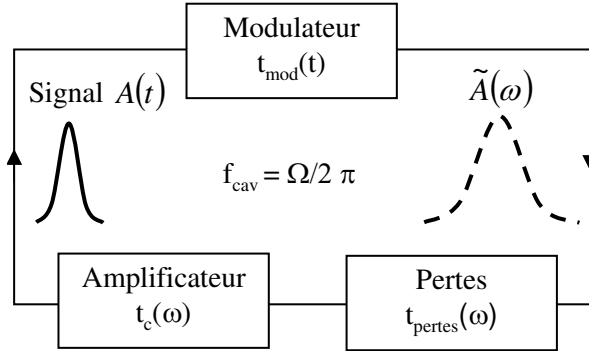 Modulateur
t_mod(t)
Signal A(t)
Ã(ω)
f_cav = Ω/2 π
Amplificateur
t_c(ω)
Pertes
t_pertes(ω)